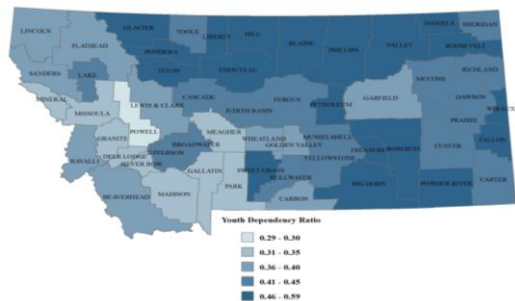 LINCOLN
GLACIER
DANIELS
SHERIDAN
FLATHEAD
TOOLE
LIBERTY
HILL
BLAINE
PHILLIPS
VALLEY
PONDERA
ROOSEVELT
SANDERS
LAKE
TETON
CHOUTEAU
RICHLAND
MCCONE
MINERAL
LEWIS & CLARK
CASCADE
FERGUS
PETROLEUM
GARFIELD
DAWSON
MISSOULA
JUDITH BASIN
PRAIRIE
WIBAUX
POWELL
MEAGHER
GRANITE
BROADWATER
WHEATLAND
MUSSELSHELL
GOLDEN VALLEY
ROSEBUD
FALLON
DEER LODGE
JEFFERSON
TREASURE
CUSTER
RAVALLI
SILVER BOW
GALLATIN
SWEET GRASS
YELLOWSTONE
STILLWATER
PARK
BIG HORN
POWDER RIVER
CARTER
BEAVERHEAD
MADISON
CARBON
Youth Dependency Ratio
0.29 - 0.30
0.31 - 0.35
0.36 - 0.40
0.41 - 0.45
0.46 - 0.59